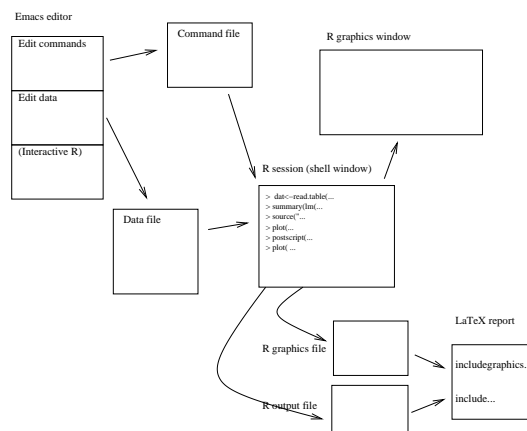 Emacs editor
Edit commands
Edit data
(Interactive R)
Command file
R graphics window
Data file
R session (shell window)
> dat<-read.table(...
> summary(lm(...
> source("...
> plot(...
> postscript(...
> plot( ...
R graphics file
R output file
LaTeX report
includegraphics..
include...